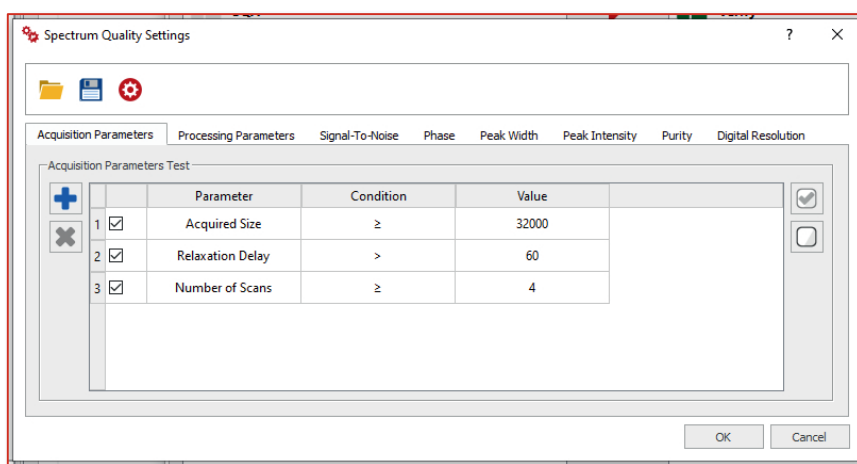 Spectrum Quality Settings ? ×
Acquisition Parameters Processing Parameters Signal-To-Noise Phase Peak Width Peak Intensity Purity Digital Resolution
Acquisition Parameters Test
Parameter Condition Value
1 Acquired Size ≥ 32000
2 Relaxation Delay > 60
3 Number of Scans ≥ 4
OK Cancel